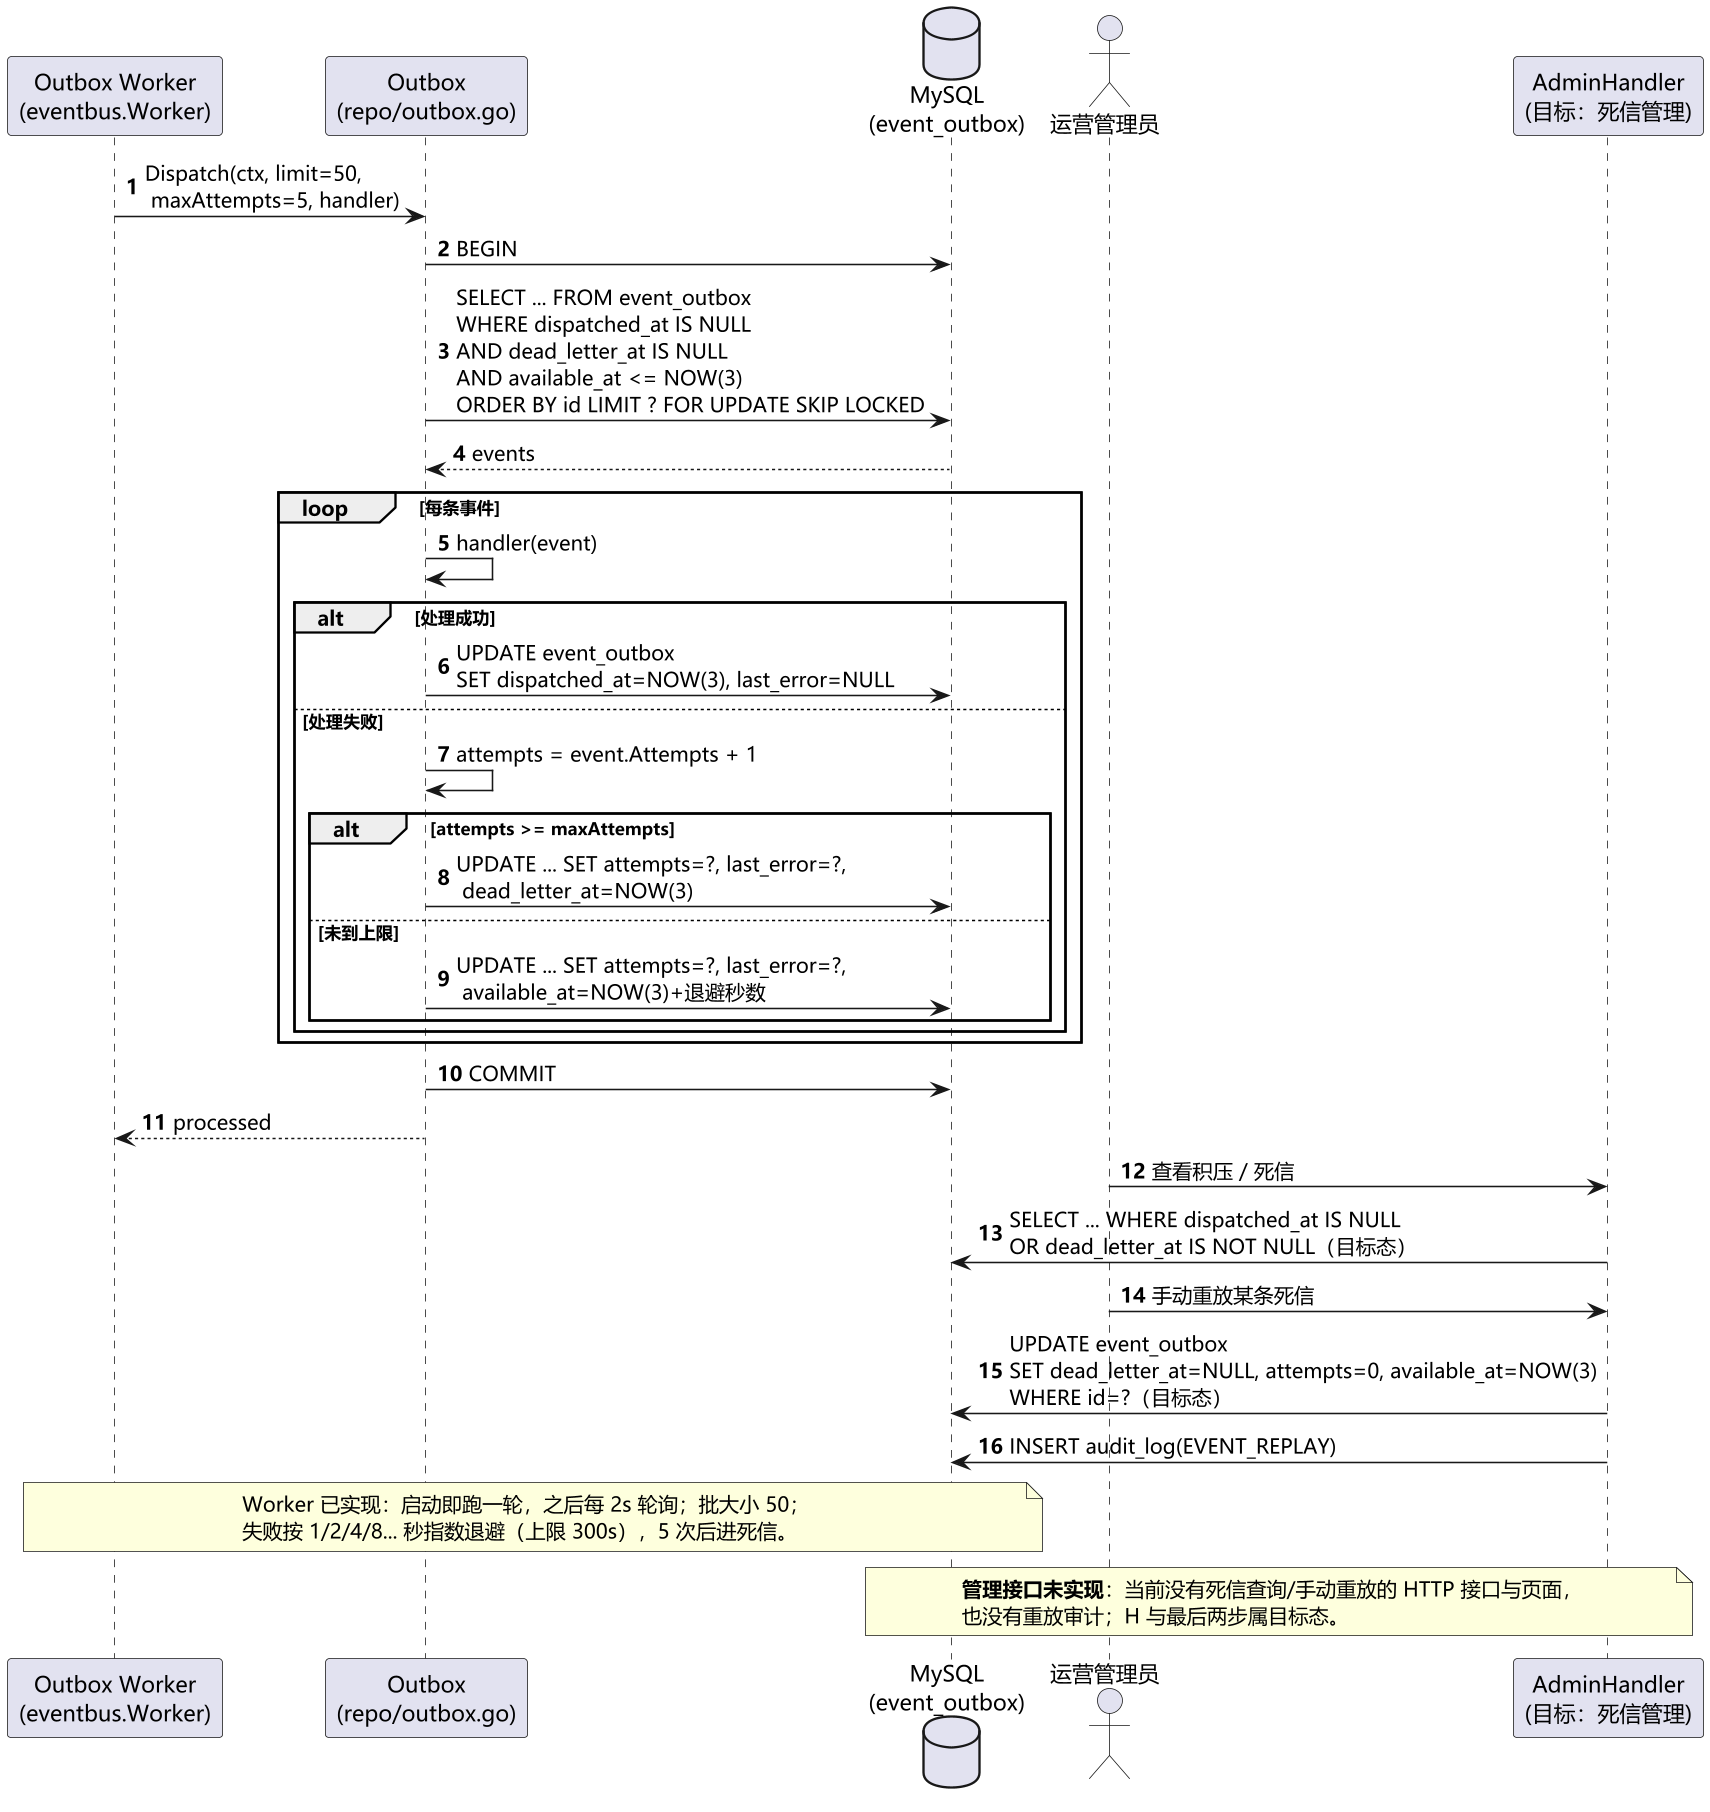 Outbox Worker
(eventbus.Worker)
Outbox
(repo/outbox.go)
MySQL
(event_outbox)
运营管理员
AdminHandler
(目标：死信管理)
1 Dispatch(ctx, limit=50,
maxAttempts=5, handler)
2 BEGIN
SELECT ... FROM event_outbox
WHERE dispatched_at IS NULL
3 AND dead_letter_at IS NULL
AND available_at <= NOW(3)
ORDER BY id LIMIT ? FOR UPDATE SKIP LOCKED
4 events
loop [每条事件]
5 handler(event)
alt [处理成功]
6 UPDATE event_outbox
SET dispatched_at=NOW(3), last_error=NULL
[处理失败]
7 attempts = event.Attempts + 1
alt [attempts >= maxAttempts]
8 UPDATE ... SET attempts=?, last_error=?,
dead_letter_at=NOW(3)
[未到上限]
9 UPDATE ... SET attempts=?, last_error=?,
available_at=NOW(3)+退避秒数
10 COMMIT
11 processed
12 查看积压 / 死信
13 SELECT ... WHERE dispatched_at IS NULL
OR dead_letter_at IS NOT NULL（目标态）
14 手动重放某条死信
UPDATE event_outbox
15 SET dead_letter_at=NULL, attempts=0, available_at=NOW(3)
WHERE id=?（目标态）
16 INSERT audit_log(EVENT_REPLAY)
Worker 已实现：启动即跑一轮，之后每 2s 轮询；批大小 50；
失败按 1/2/4/8... 秒指数退避（上限 300s），5 次后进死信。
管理接口未实现：当前没有死信查询/手动重放的 HTTP 接口与页面，
也没有重放审计；H 与最后两步属目标态。
Outbox Worker
(eventbus.Worker)
Outbox
(repo/outbox.go)
MySQL
(event_outbox)
运营管理员
AdminHandler
(目标：死信管理)